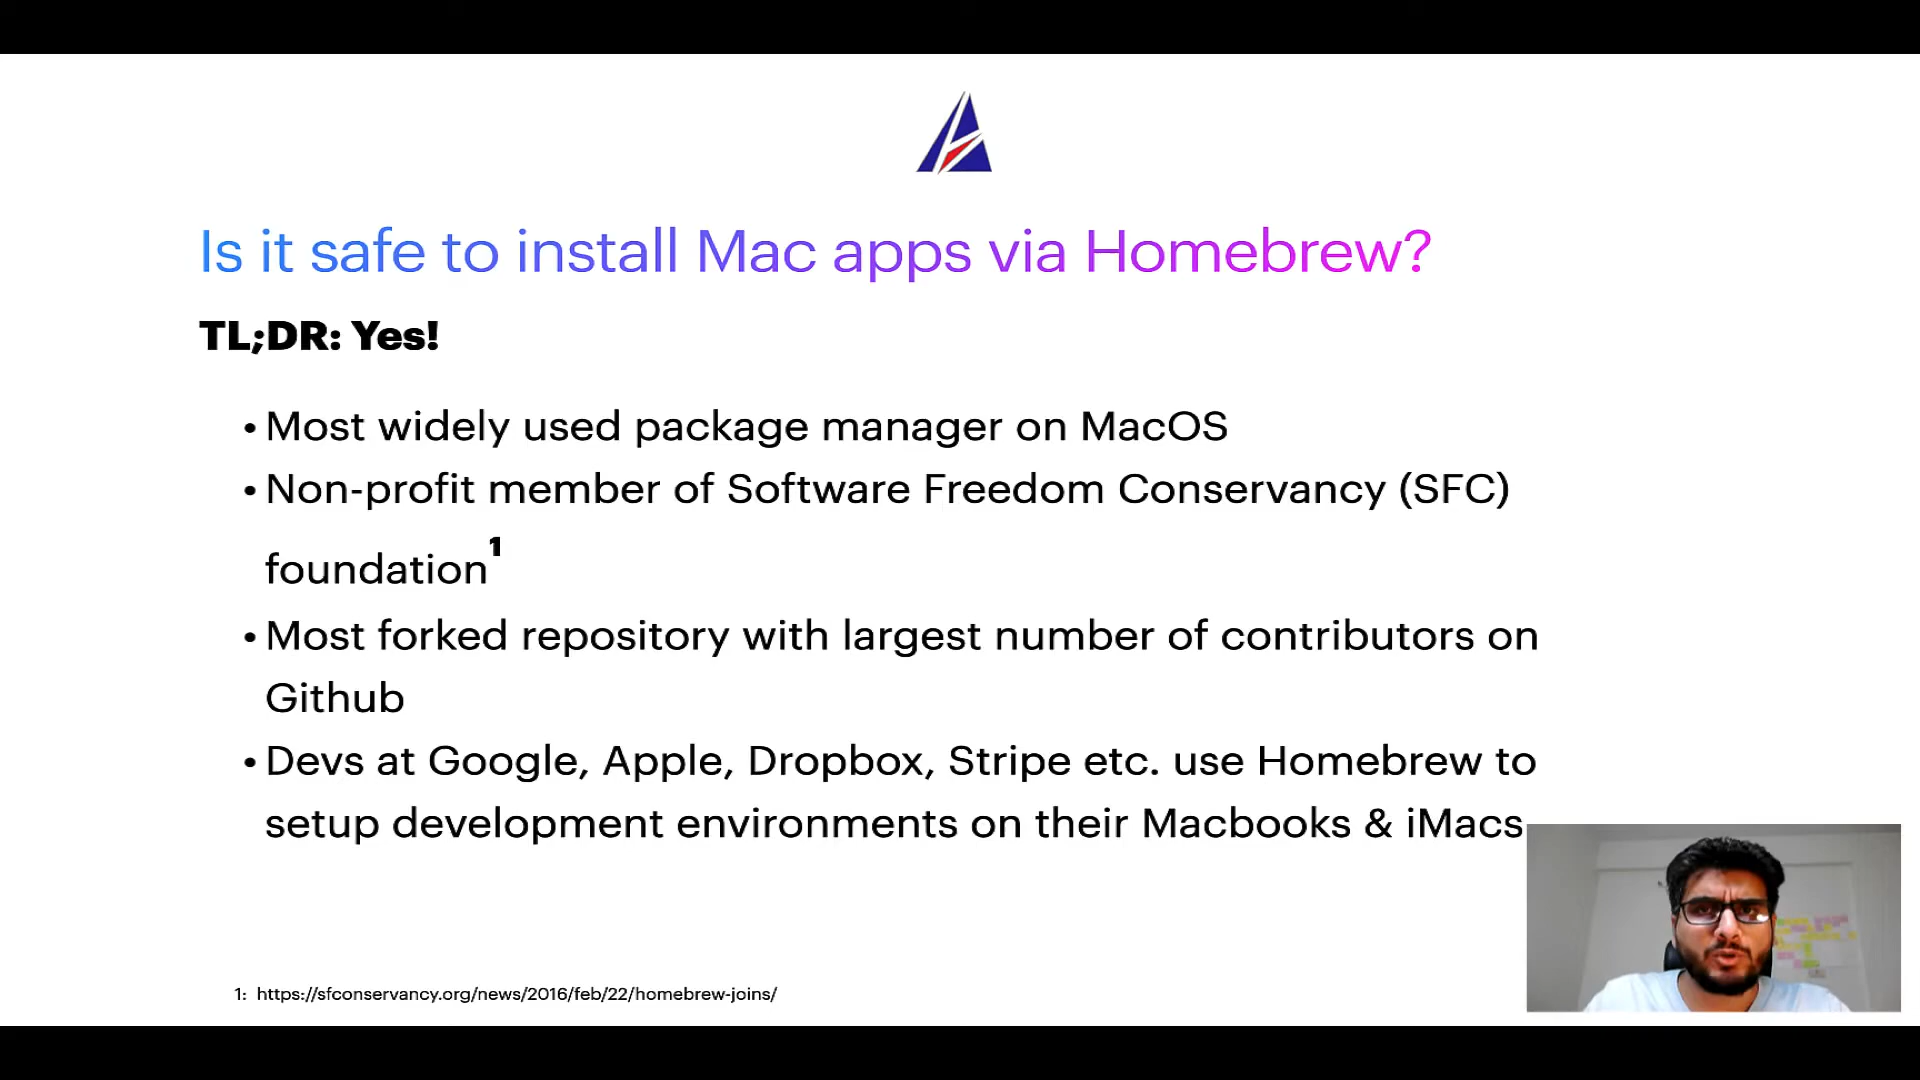 Is it safe to install Mac apps via Homebrew?
TL;DR: Yes!
• Most widely used package manager on MacOS
• Non-profit member of Software Freedom Conservancy (SFC)
foundation¹
• Most forked repository with largest number of contributors on
Github
• Devs at Google, Apple, Dropbox, Stripe etc. use Homebrew to
setup development environments on their Macbooks & iMacs
1: https://sfconservancy.org/news/2016/feb/22/homebrew-joins/